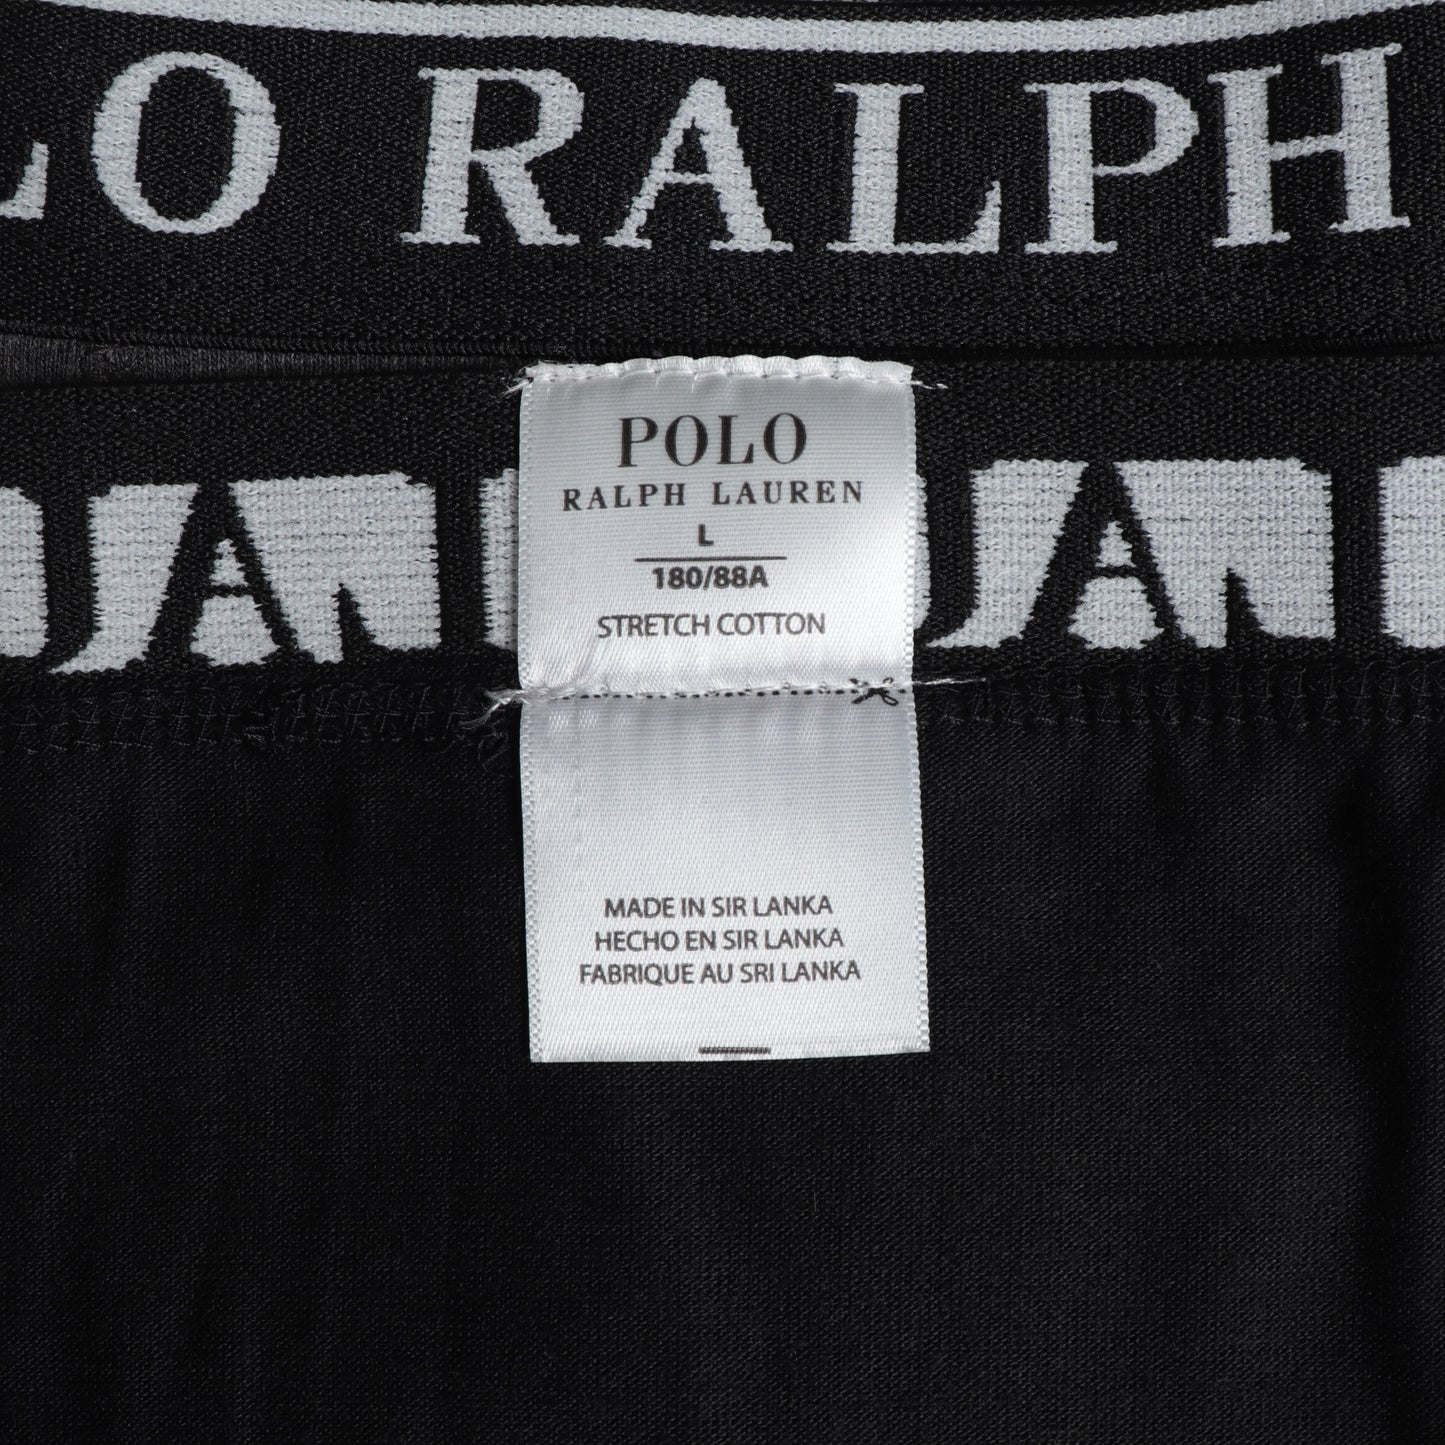 LO RALPH
POLO
RALPH LAUREN
L
180/88A
STRETCH COTTON
MADE IN SIR LANKA
HECHO EN SIR LANKA
FABRIQUE AU SRI LANKA